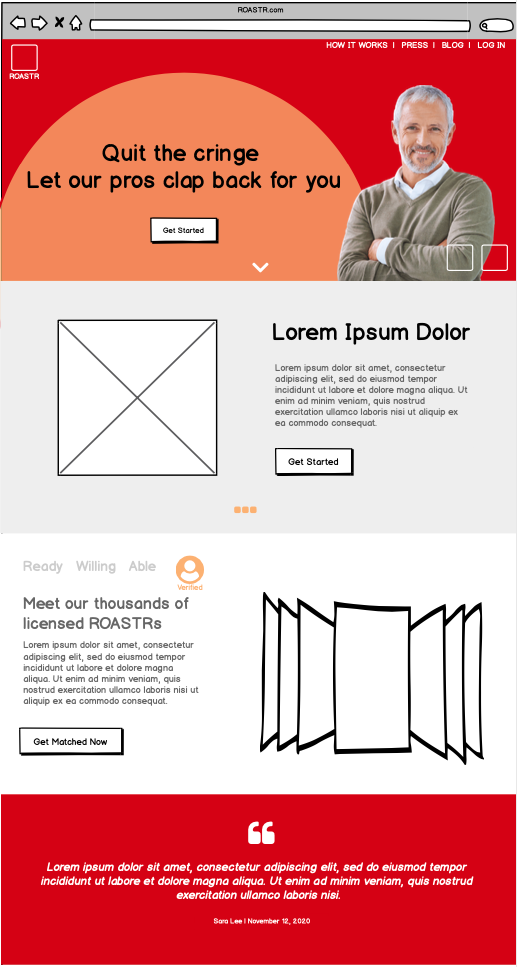 ROASTR.com
HOW IT WORKS | PRESS | BLOG | LOG IN
ROASTR
Quit the cringe
Let our pros clap back for you
Get Started
Lorem Ipsum Dolor
Lorem ipsum dolor sit amet, consectetur
adipiscing elit, sed do eiusmod tempor
incididunt ut labore et dolore magna aliqua. Ut
enim ad minim veniam, quis nostrud
exercitation ullamco laboris nisi ut aliquip ex
ea commodo consequat.
Get Started
Ready Willing Able
Verified
Meet our thousands of
licensed ROASTRs
Lorem ipsum dolor sit amet, consectetur
adipiscing elit, sed do eiusmod tempor
incididunt ut labore et dolore magna
aliqua. Ut enim ad minim veniam, quis
nostrud exercitation ullamco laboris nisi ut
aliquip ex ea commodo consequat.
Get Matched Now
Lorem ipsum dolor sit amet, consectetur adipiscing elit, sed do eiusmod tempor
incididunt ut labore et dolore magna aliqua. Ut enim ad minim veniam, quis nostrud
exercitation ullamco laboris nisi.
Sara Lee | November 12, 2020